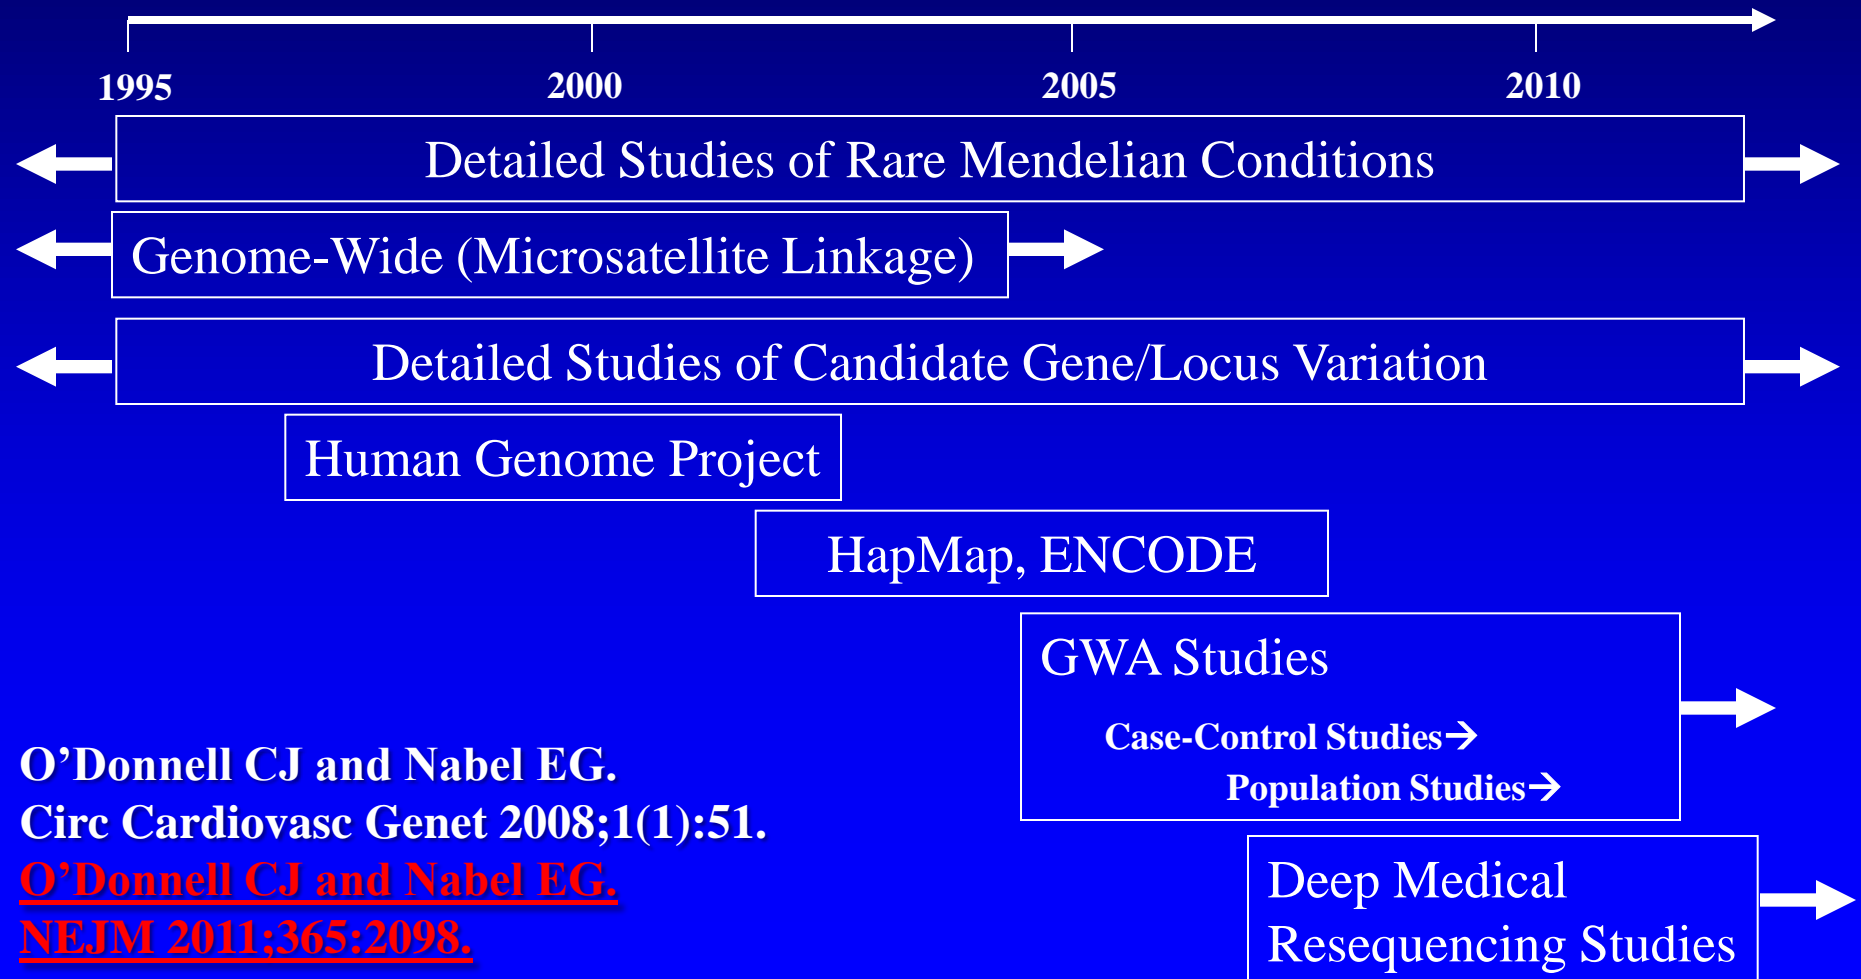 1995 2000 2005 2010
Detailed Studies of Rare Mendelian Conditions
Genome-Wide (Microsatellite Linkage)
Detailed Studies of Candidate Gene/Locus Variation
Human Genome Project
HapMap, ENCODE
GWA Studies
Case-Control Studies→
Population Studies→
O’Donnell CJ and Nabel EG.
Circ Cardiovasc Genet 2008;1(1):51.
O’Donnell CJ and Nabel EG.
NEJM 2011;365:2098.
Deep Medical
Resequencing Studies